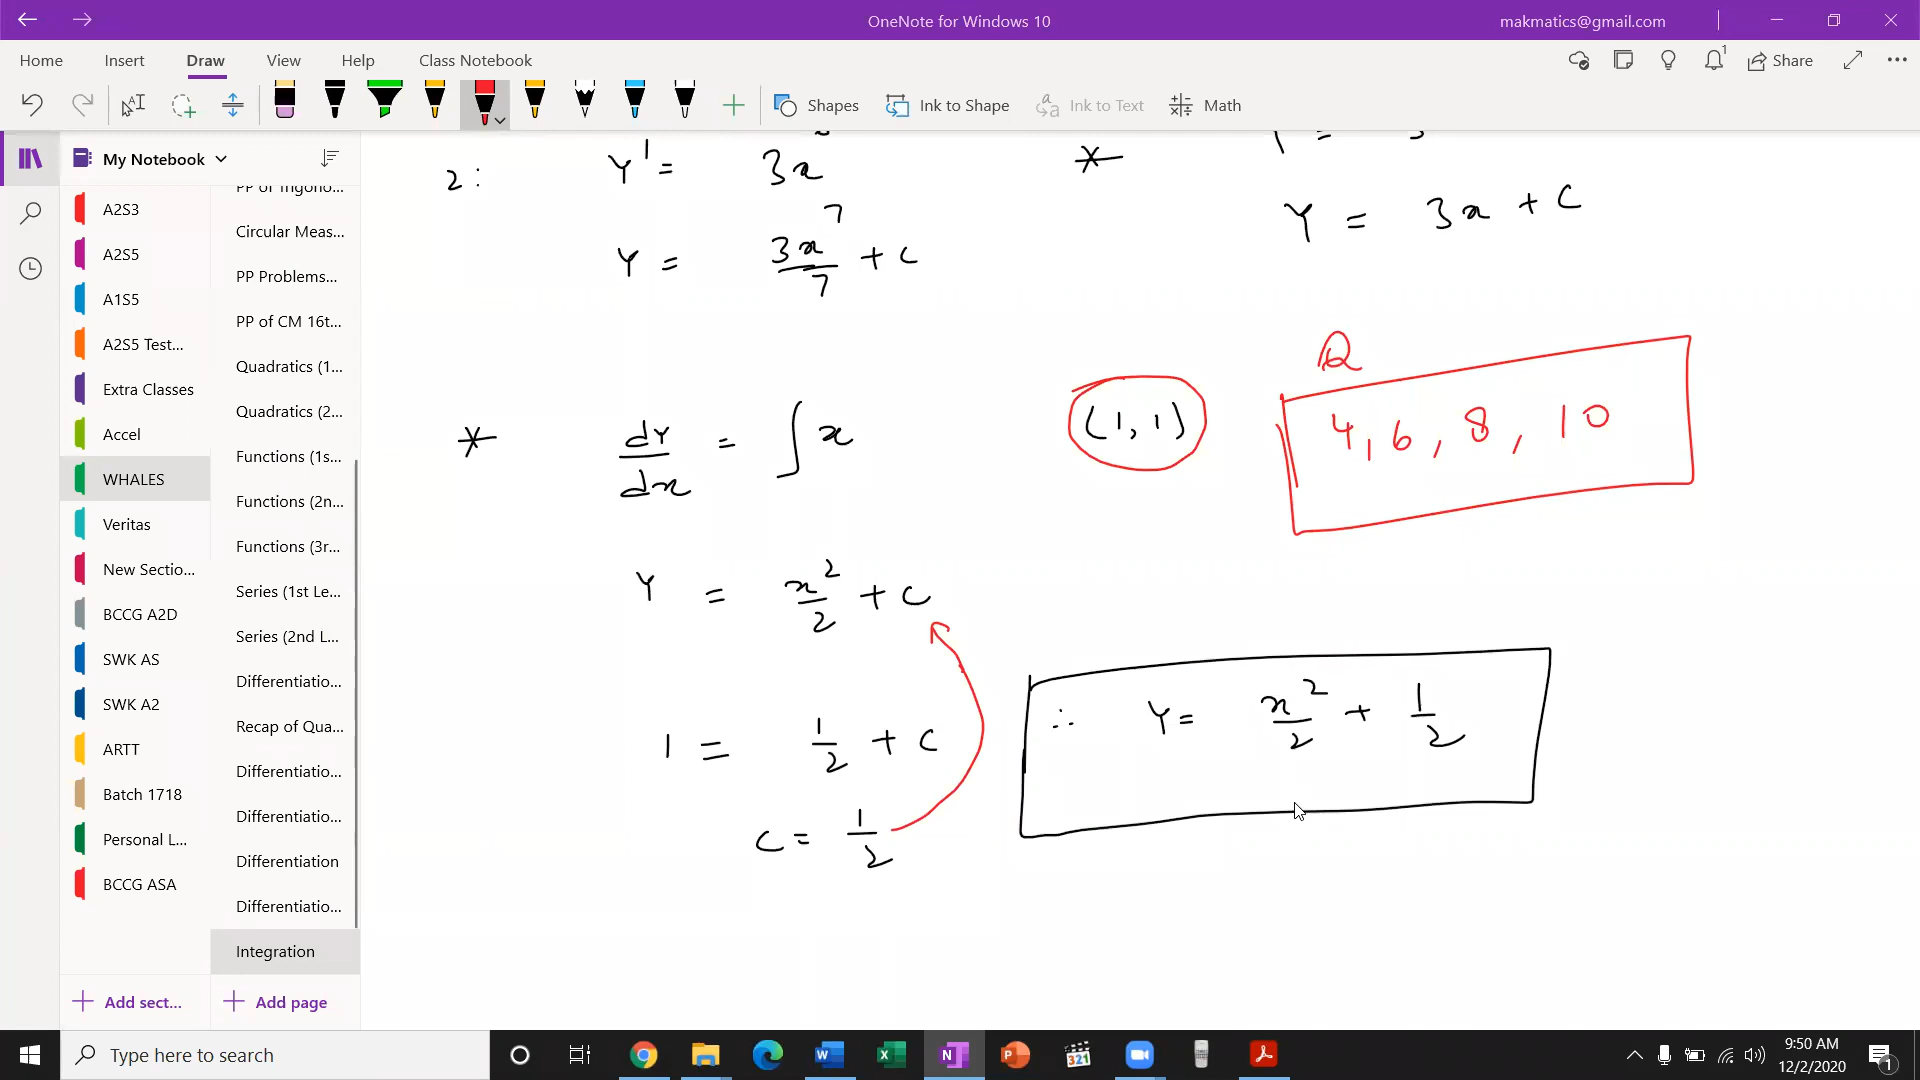 OneNote for Windows 10
makmatics@gmail.com
Home Insert Draw View Help Class Notebook
1
Share
Shapes Ink to Shape Ink to Text Math
My Notebook
A2S3
A2S5
A1S5
A2S5 Test...
Extra Classes
Accel
WHALES
Veritas
New Sectio...
BCCG A2D
SWK AS
SWK A2
ARTT
Batch 1718
Personal L...
BCCG ASA
Add sect...
PP of Trigono...
Circular Meas...
PP Problems...
PP of CM 16t...
Quadratics (1...
Quadratics (2...
Functions (1s...
Functions (2n...
Functions (3r...
Series (1st Le...
Series (2nd L...
Differentiatio...
Recap of Qua...
Differentiatio...
Differentiatio...
Differentiation
Differentiatio...
Integration
Add page
2: Y' = 3x
Y = 3x⁷/7 + C
* Y = 3x + C
* dY/dx = ∫x (1,1)
Q
4, 6, 8, 10
Y = x²/2 + C
1 = 1/2 + C
C = 1/2
∴ Y = x²/2 + 1/2
Type here to search
9:50 AM
12/2/2020
1